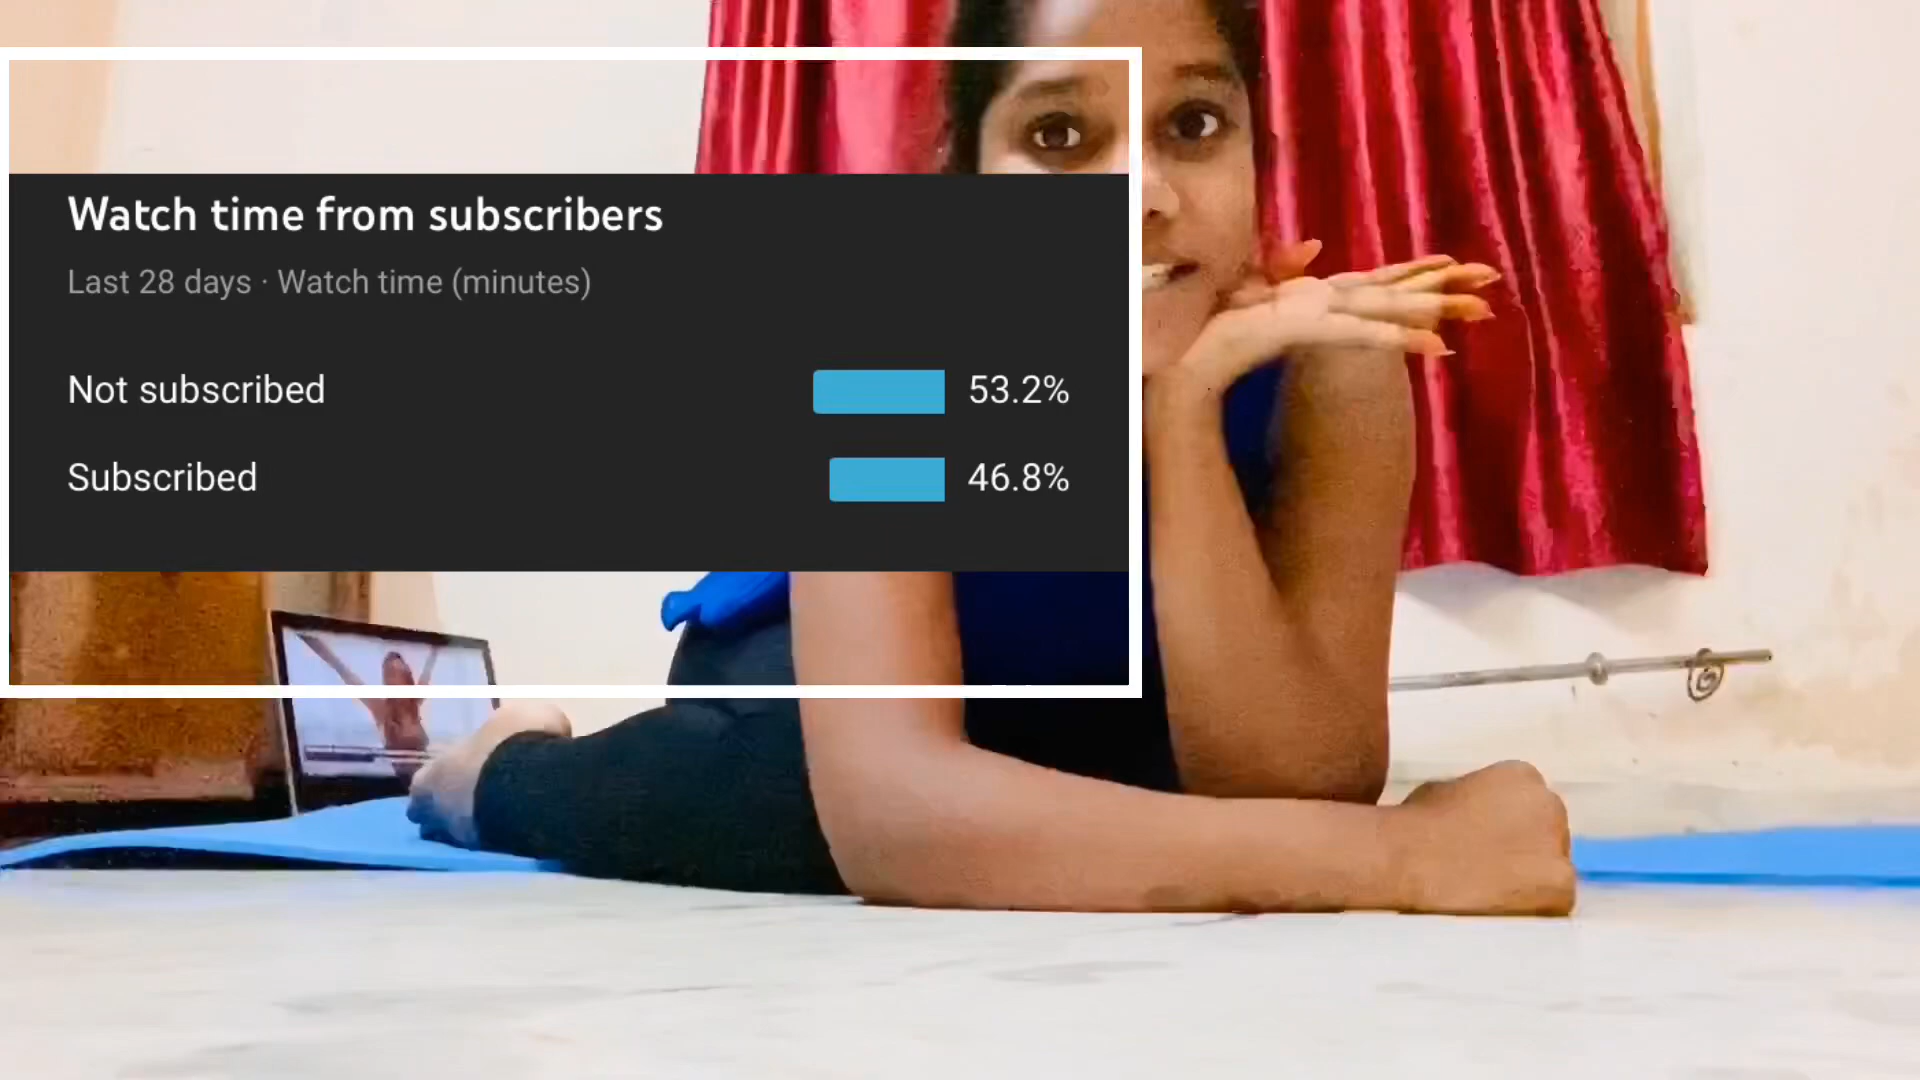 Watch time from subscribers
Last 28 days · Watch time (minutes)
Not subscribed 53.2%
Subscribed 46.8%